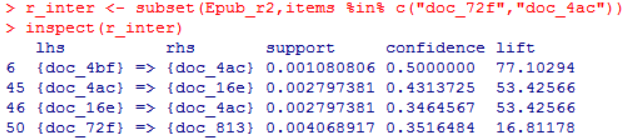 > r_inter <- subset(Epub_r2,items %in% c("doc_72f","doc_4ac"))
> inspect(r_inter)
lhs rhs support confidence lift
6 {doc_4bf} => {doc_4ac} 0.001080806 0.5000000 77.10294
45 {doc_4ac} => {doc_16e} 0.002797381 0.4313725 53.42566
46 {doc_16e} => {doc_4ac} 0.002797381 0.3464567 53.42566
50 {doc_72f} => {doc_813} 0.004068917 0.3516484 16.81178